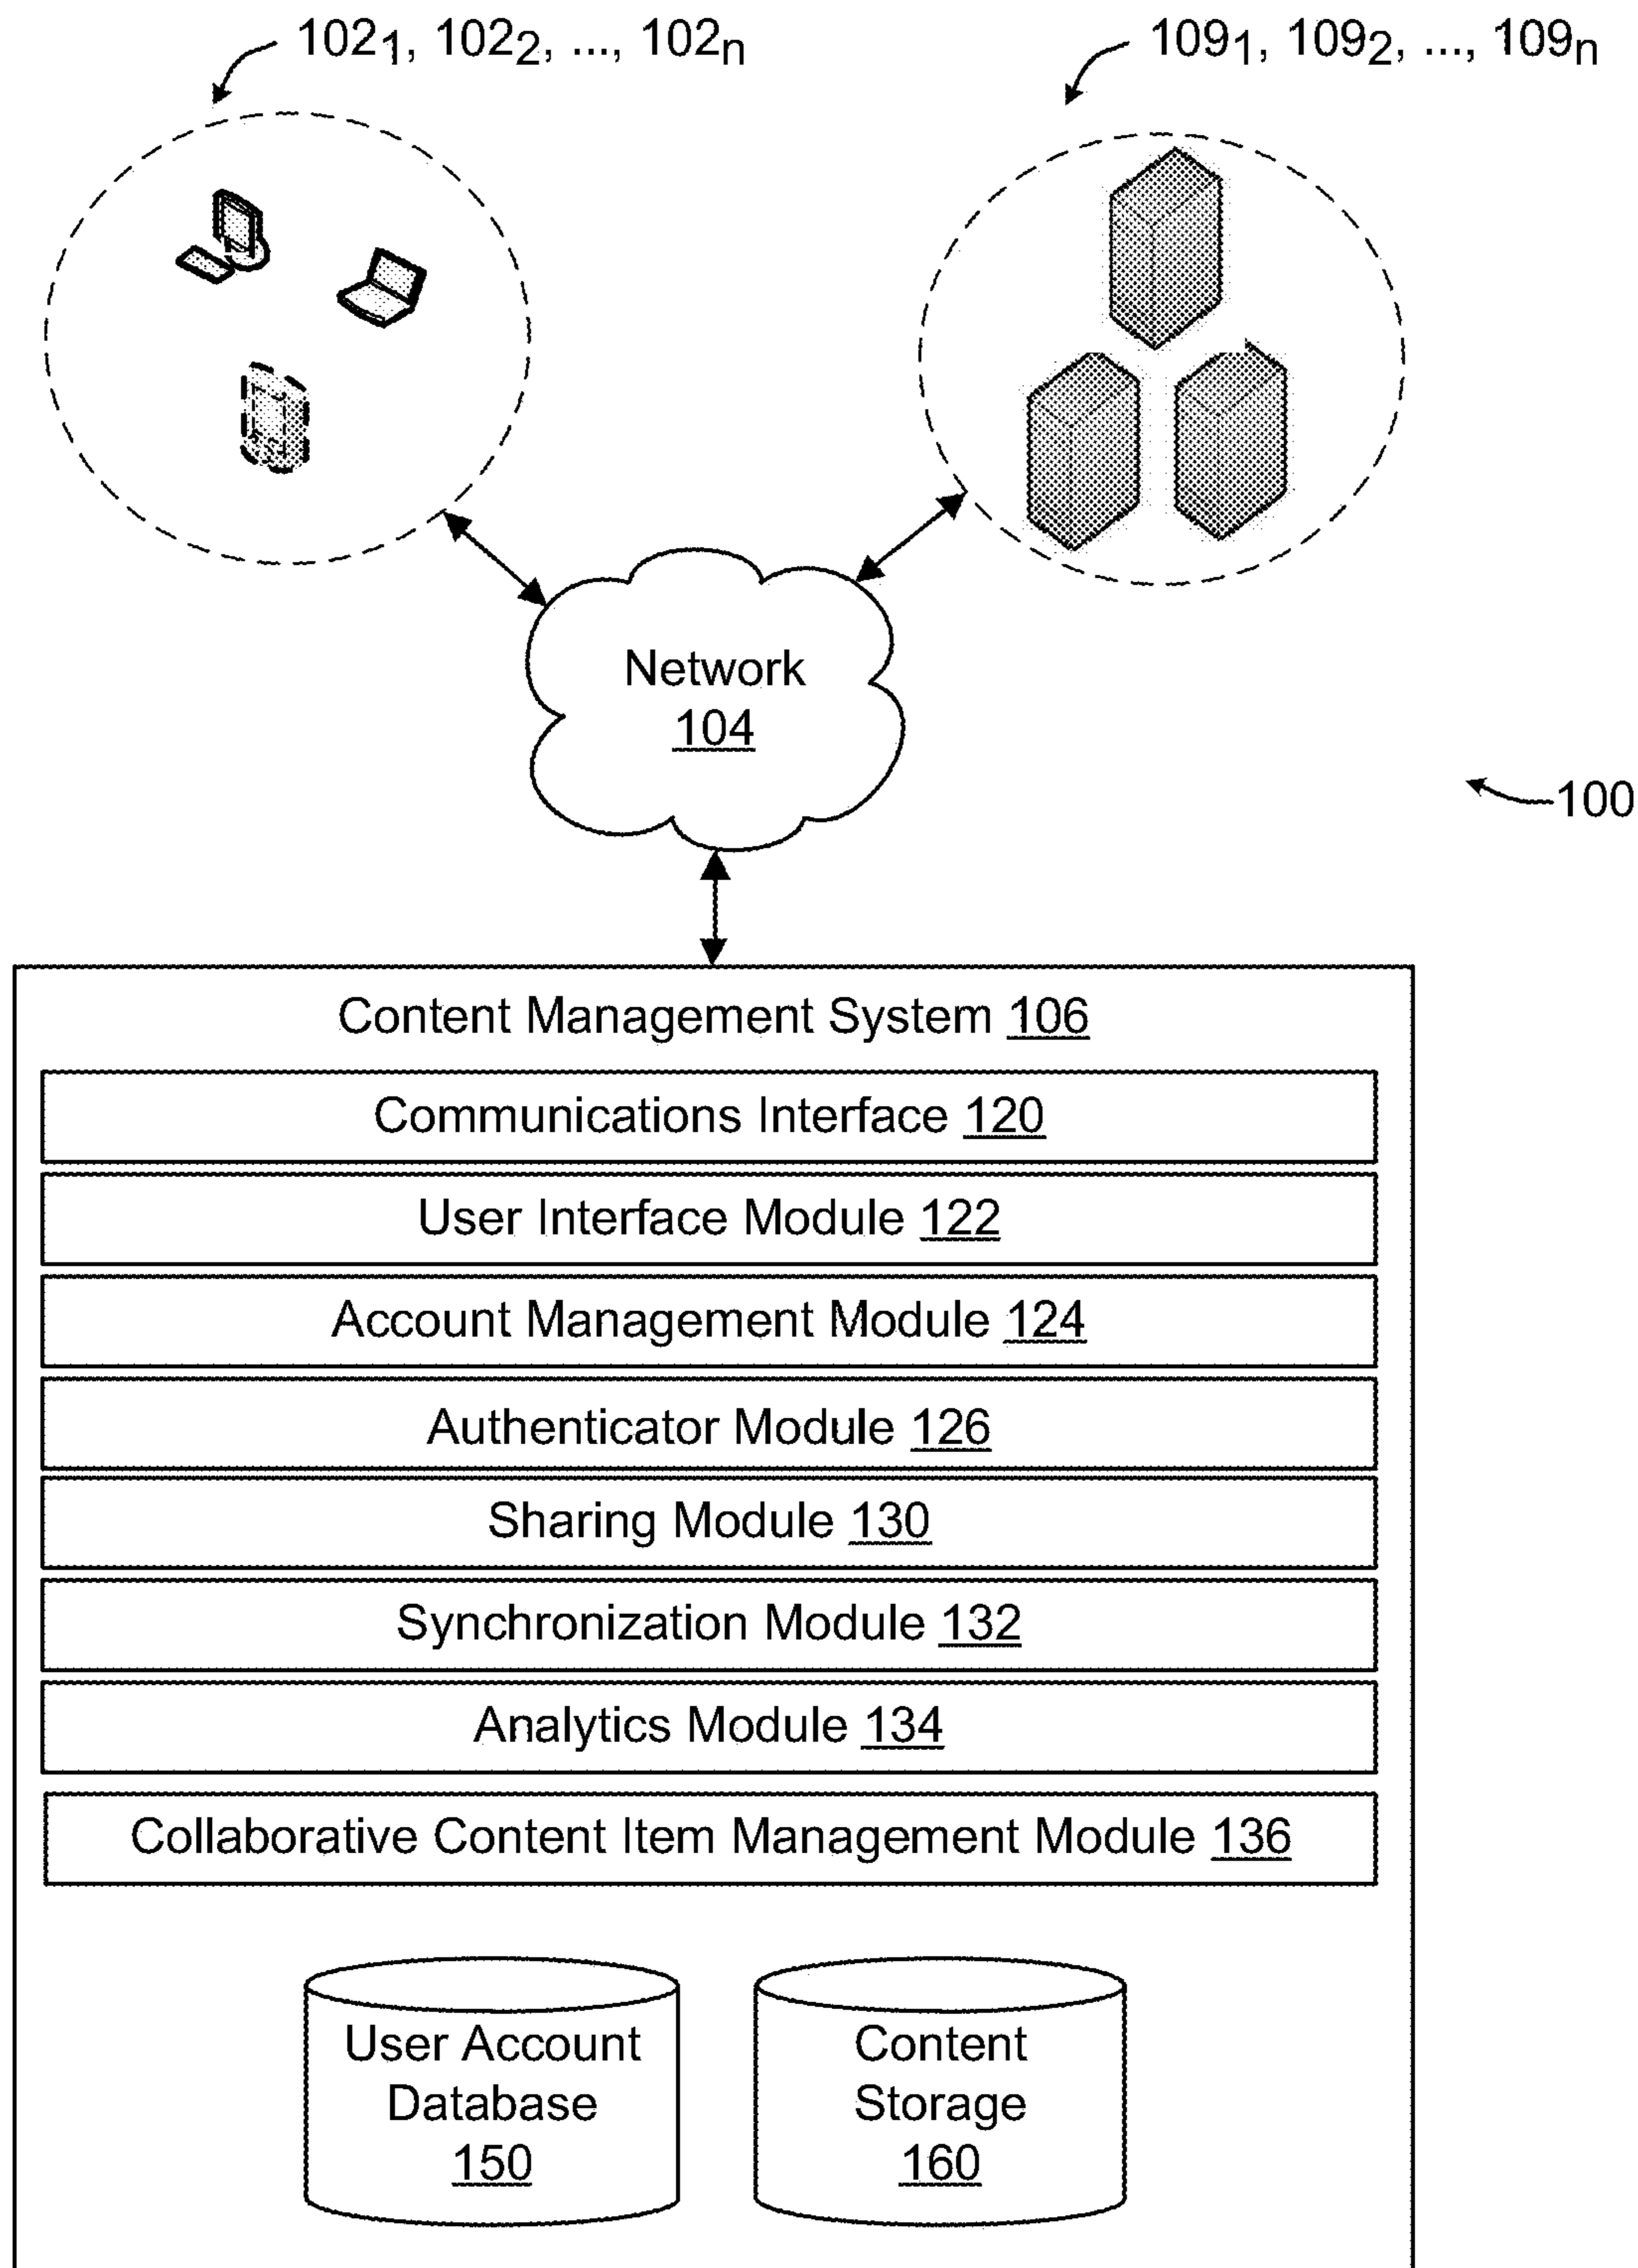 102₁, 102₂, ..., 102ₙ
109₁, 109₂, ..., 109ₙ
Network
104
100
Content Management System 106
Communications Interface 120
User Interface Module 122
Account Management Module 124
Authenticator Module 126
Sharing Module 130
Synchronization Module 132
Analytics Module 134
Collaborative Content Item Management Module 136
User Account
Database
150
Content
Storage
160